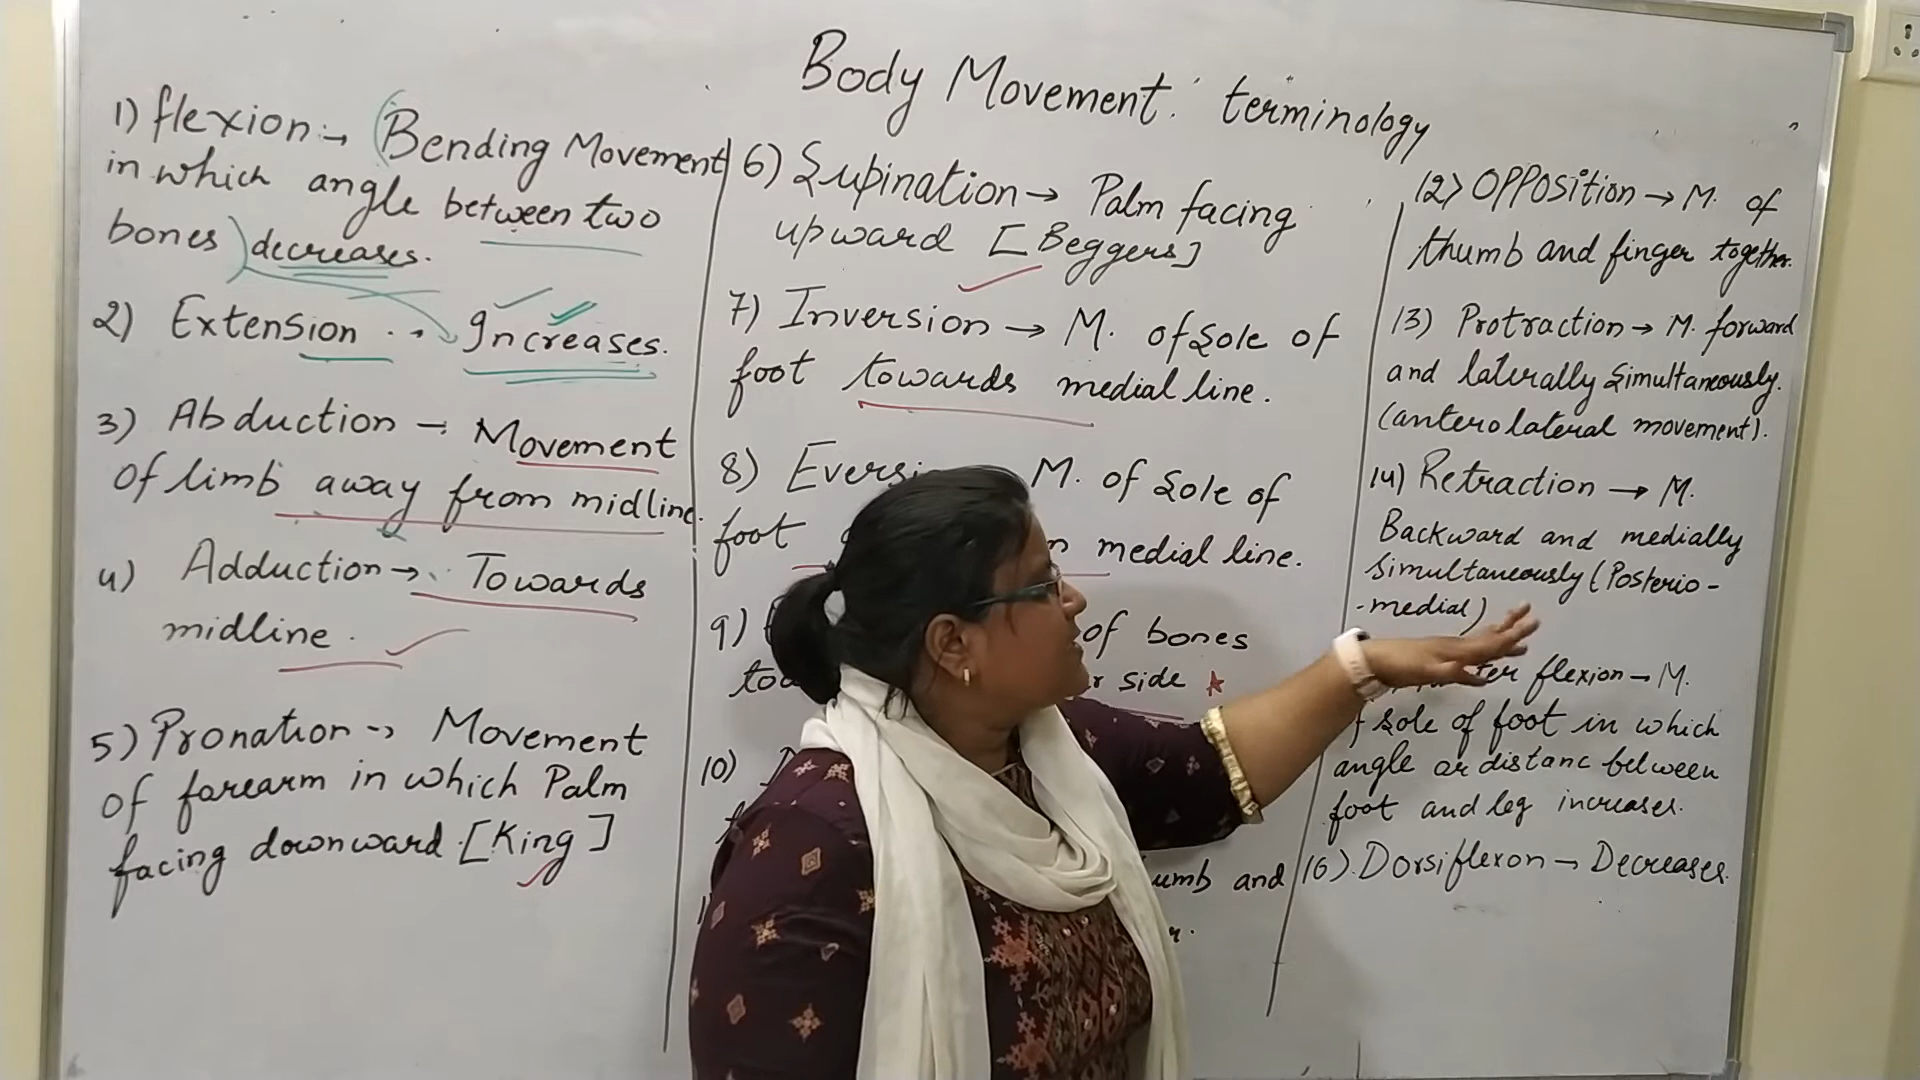 Body Movement. terminology
1) flexion :→ (Bending Movement
in which angle between two
bones) decreases.
2) Extension → Increases.
3) Abduction → Movement
of limb away from midline.
4) Adduction → Towards
midline.
5) Pronation → Movement
of forearm in which Palm
facing downward [King]
6) Supination → Palm facing
upward [Beggers]
7) Inversion → M. of Sole of
foot towards medial line.
8) M. of Sole of
foot medial line.
9) of bones
side ★
10)
and
12) OPPosition → M. of
thumb and finger together.
13) Protraction → M. forward
and laterally Simultaneously.
(anterolateral movement).
14) Retraction → M.
Backward and medially
Simultaneously (Posterio-
-medial)
flexion → M.
sole of foot in which
angle or distanc between
foot and leg increases.
16) Dorsiflexon → Decreases.